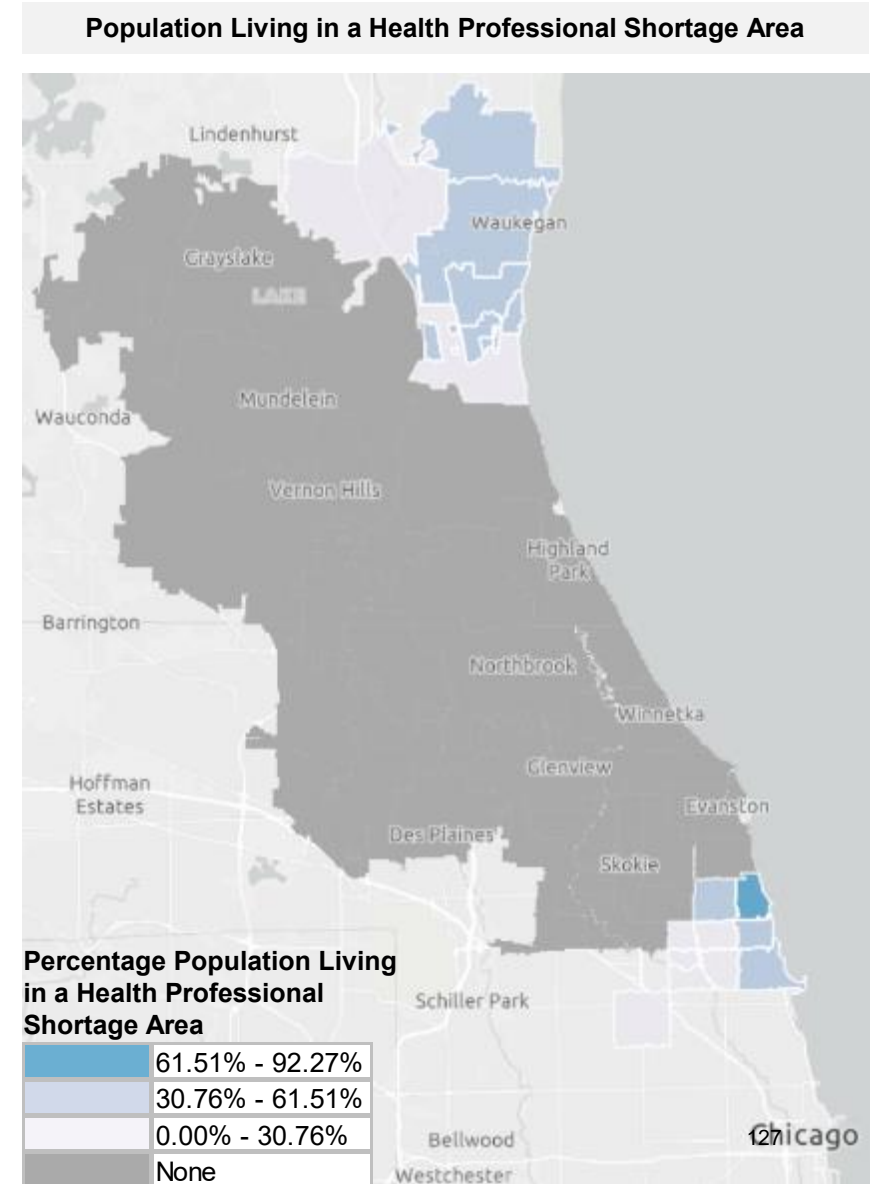 Population Living in a Health Professional Shortage Area
Lindenhurst
Waukegan
Grayslake
LAKE
Mundelein
Wauconda
Vernon Hills
Highland
Park
Barrington
Northbrook
Winnetka
Glenview
Hoffman
Estates
Evanston
Des Plaines
Skokie
Percentage Population Living
in a Health Professional
Shortage Area
Schiller Park
61.51% - 92.27%
30.76% - 61.51%
0.00% - 30.76%
None
Bellwood
127
Chicago
Westchester